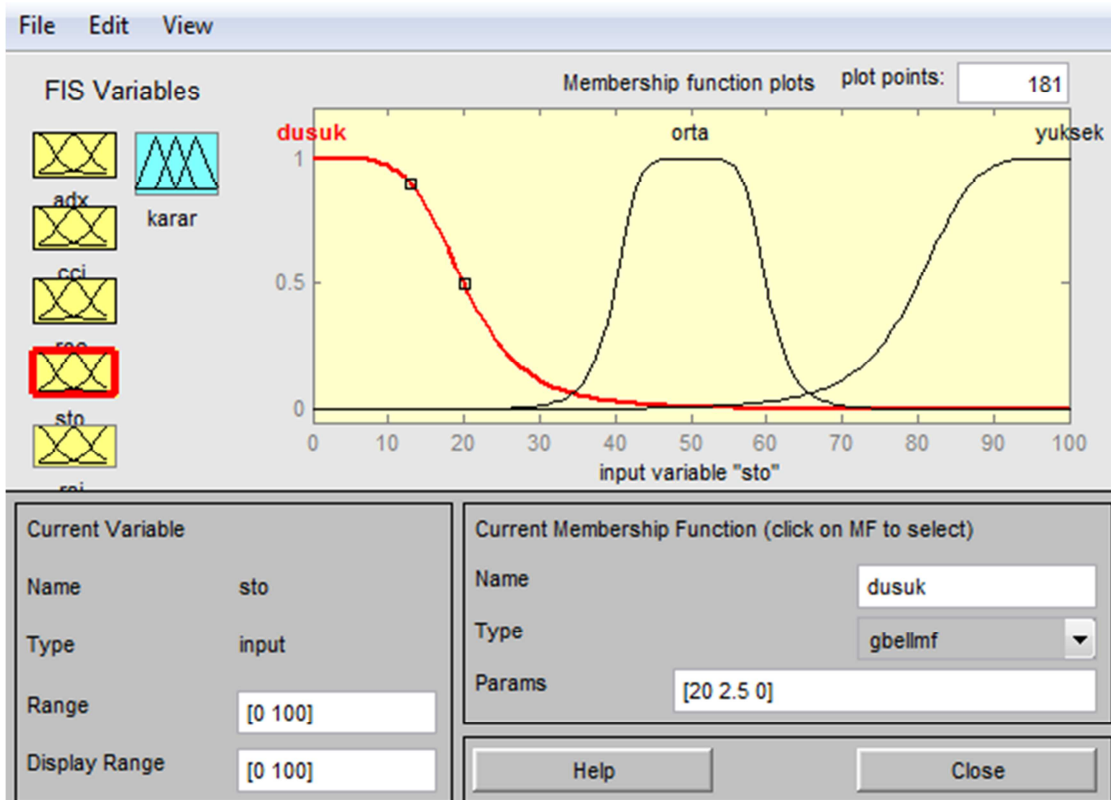 File Edit View
FIS Variables
Membership function plots
plot points:
181
adx
karar
cci
sto
dusuk
orta
yuksek
1
0.5
0
0 10 20 30 40 50 60 70 80 90 100
input variable "sto"
Current Variable
Name sto
Type input
Range [0 100]
Display Range [0 100]
Current Membership Function (click on MF to select)
Name dusuk
Type gbellmf
Params [20 2.5 0]
Help
Close